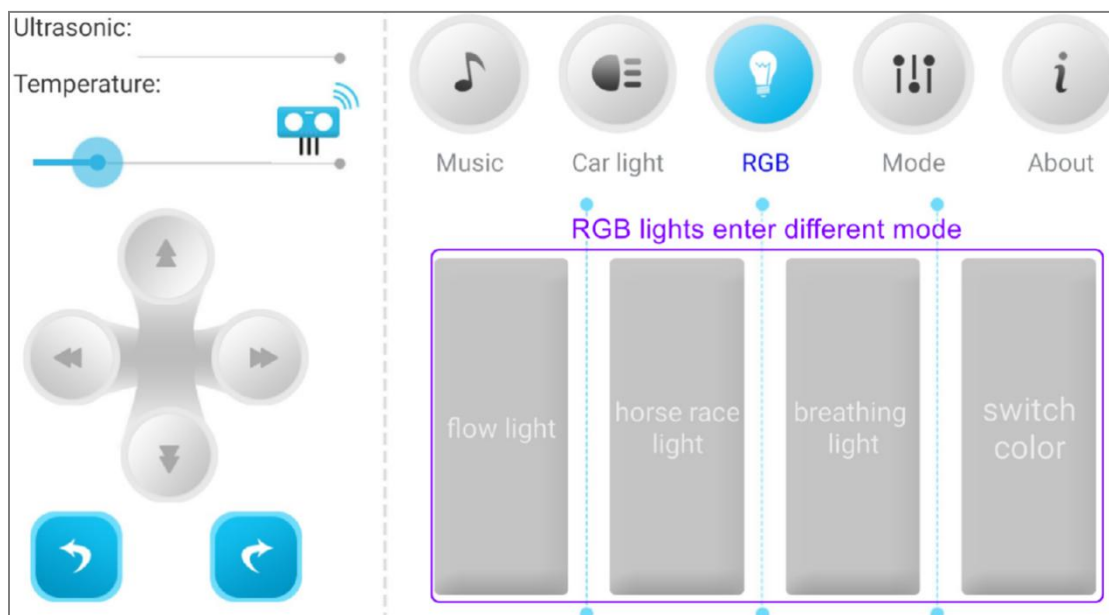 Ultrasonic:
Temperature:
Music
Car light
RGB
Mode
About
RGB lights enter different mode
flow light
horse race
light
breathing
light
switch
color